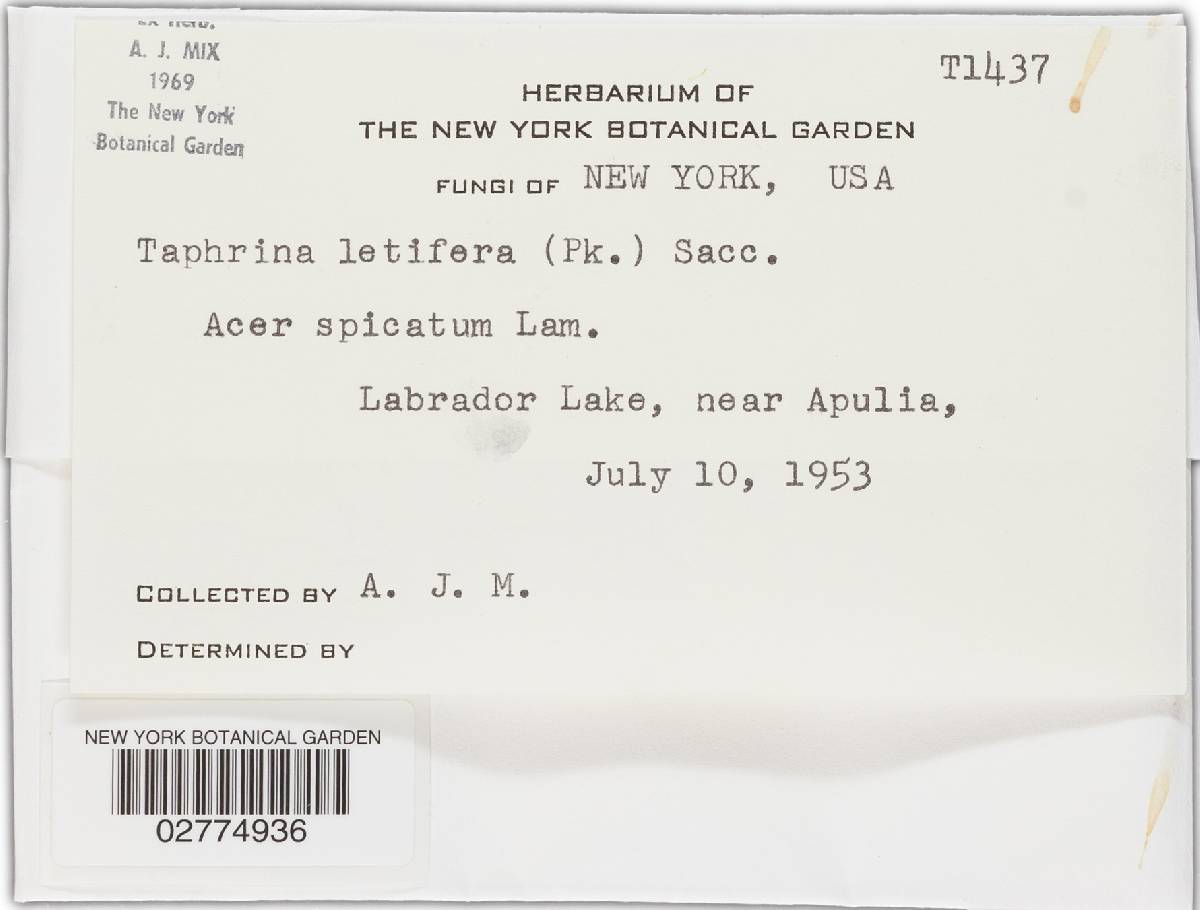 A. J. MIX
1969
The New York
Botanical Garden
T1437
HERBARIUM OF
THE NEW YORK BOTANICAL GARDEN
FUNGI OF NEW YORK, USA
Taphrina letifera (Pk.) Sacc.
Acer spicatum Lam.
Labrador Lake, near Apulia,
July 10, 1953
COLLECTED BY A. J. M.
DETERMINED BY
NEW YORK BOTANICAL GARDEN
02774936